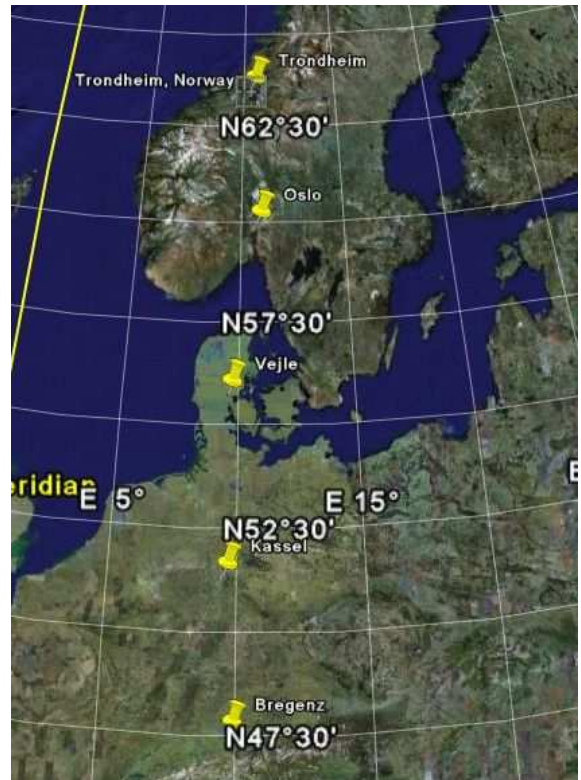 Trondheim
Trondheim, Norway
N62°30'
Oslo
N57°30'
Vejle
eridian
E 5°
E 15°
E
N52°30'
Kassel
Bregenz
N47°30'